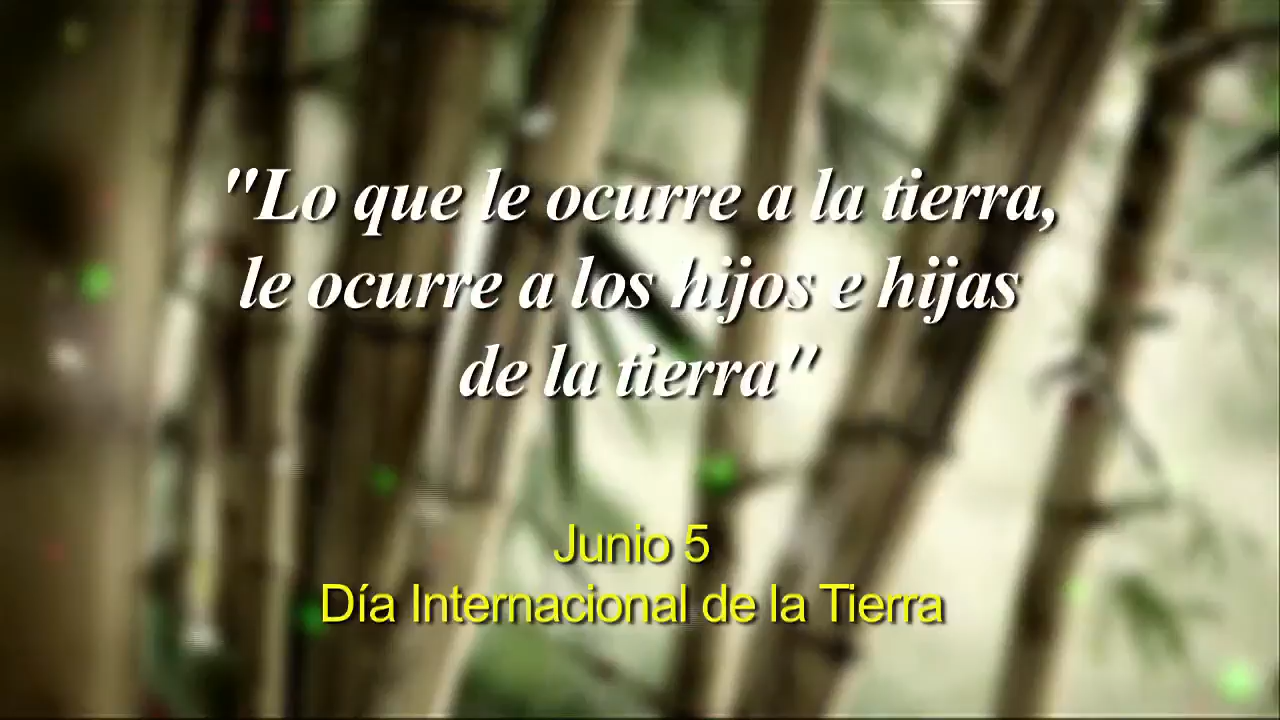 "Lo que le ocurre a la tierra,
le ocurre a los hijos e hijas
de la tierra"
Junio 5
Día Internacional de la Tierra